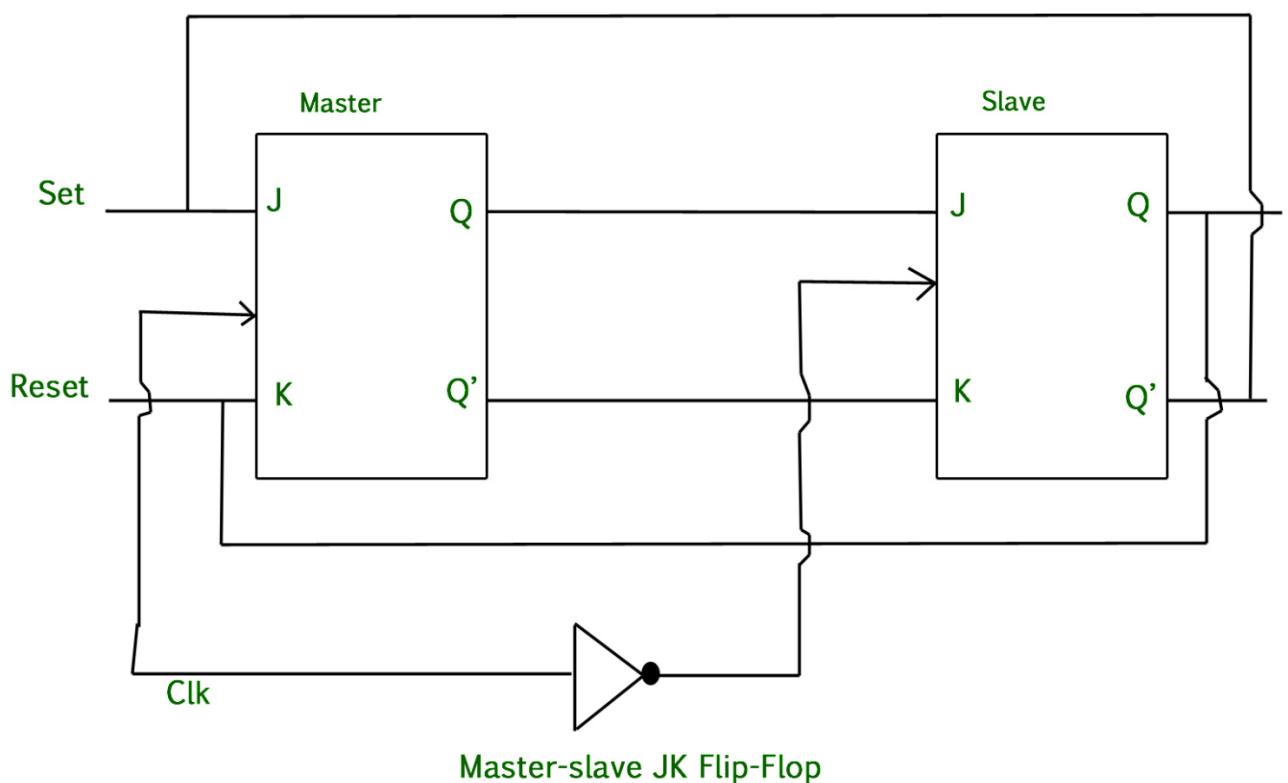 Master
Slave
Set
J
Q
J
Q
Reset
K
Q'
K
Q'
Clk
Master-slave JK Flip-Flop